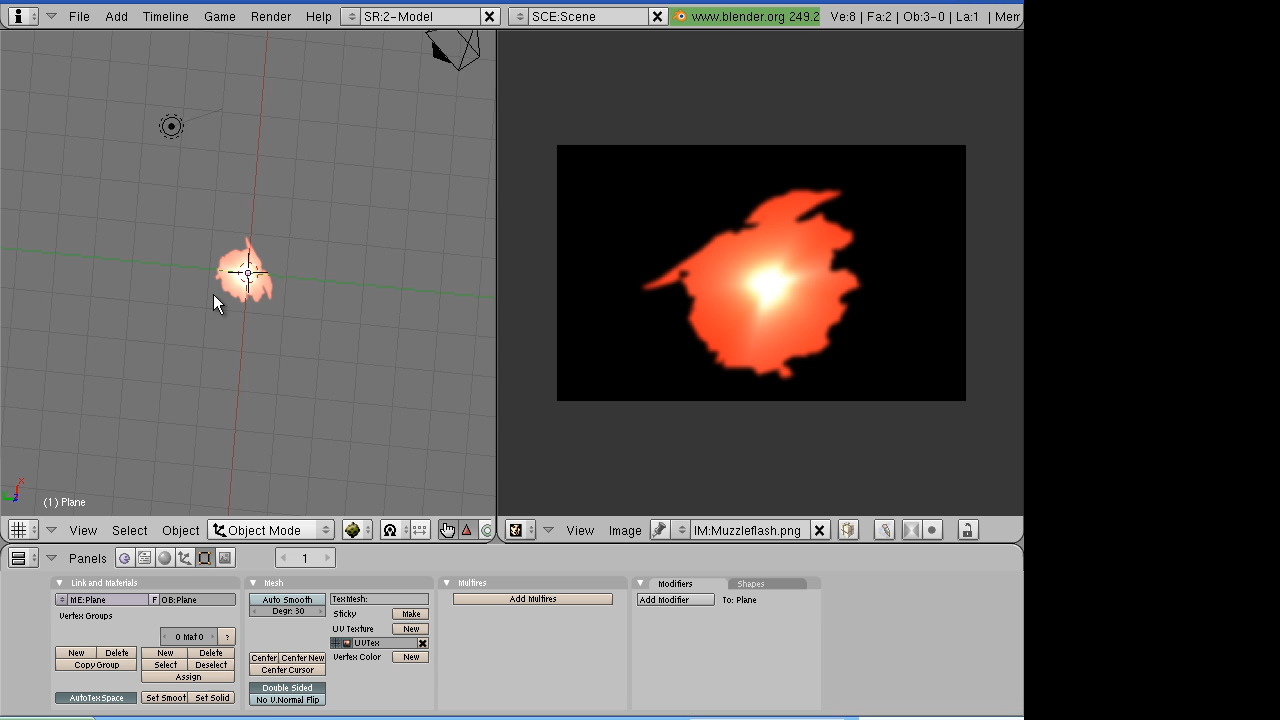 File Add Timeline Game Render Help SR:2-Model SCE:Scene www.blender.org 249.2 Ve:8 | Fa:2 | Ob:3-0 | La:1 | Mem
x
(1) Plane
View Select Object Object Mode View Image IM:Muzzleflash.png
Panels 1
Link and Materials Mesh Multires Modifiers Shapes
ME:Plane F OB:Plane Auto Smooth TexMesh: Add Multires Add Modifier To: Plane
Degr: 30
Vertex Groups Sticky Make
UV Texture New
0 Mat 0 ? UVTex
New Delete New Delete Center Center New Vertex Color New
Copy Group Select Deselect Center Cursor
Assign
Double Sided
AutoTexSpace Set Smoot Set Solid No V.Normal Flip